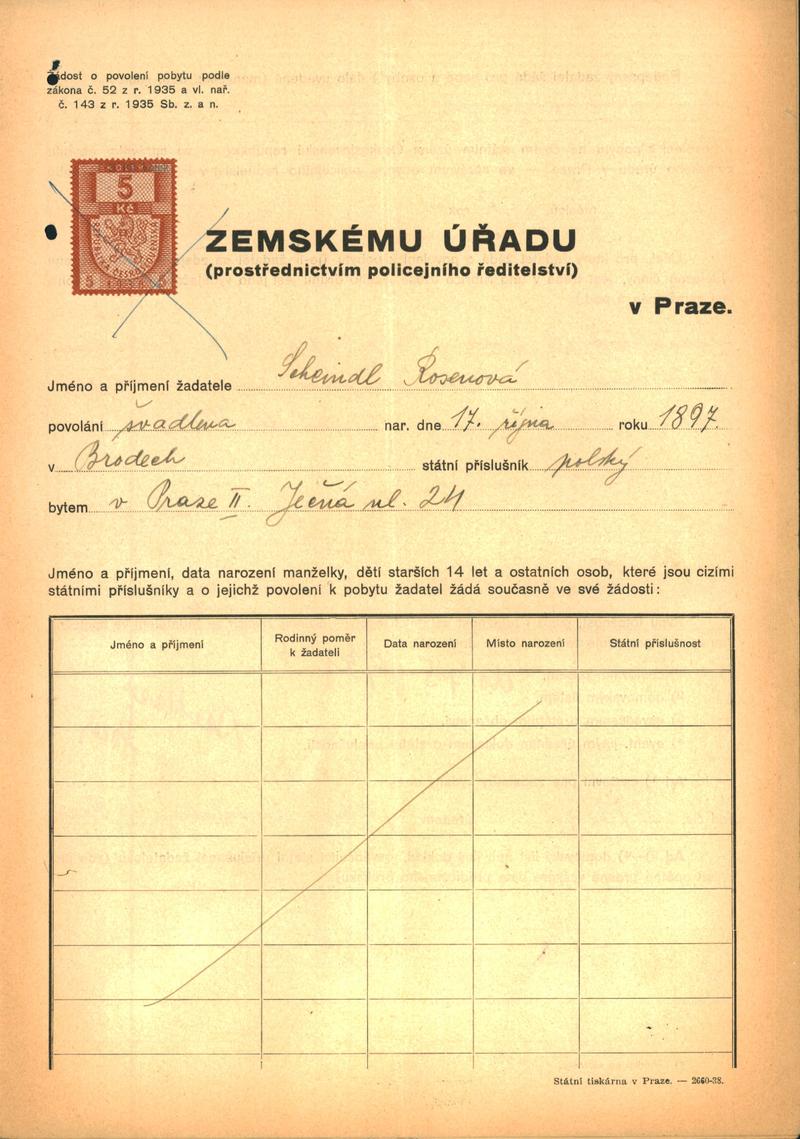 Žádost o povolení pobytu podle
zákona č. 52 z r. 1935 a vl. nař.
č. 143 z r. 1935 Sb. z. a n.
KOLEK
5
Kč
ZEMSKÉMU ÚŘADU
(prostřednictvím policejního ředitelství)
v Praze.
Jméno a příjmení žadatele Scheindl Rosenová
povolání švadlena nar. dne 17. října roku 1897.
v Brodech státní příslušník polský
bytem v Praze II. Ječná ul. 24
Jméno a příjmení, data narození manželky, dětí starších 14 let a ostatních osob, které jsou cizími
státními příslušníky a o jejichž povolení k pobytu žadatel žádá současně ve své žádosti:
Jméno a příjmení Rodinný poměr k žadateli Data narození Místo narození Státní příslušnost
Státní tiskárna v Praze. — 2660-38.